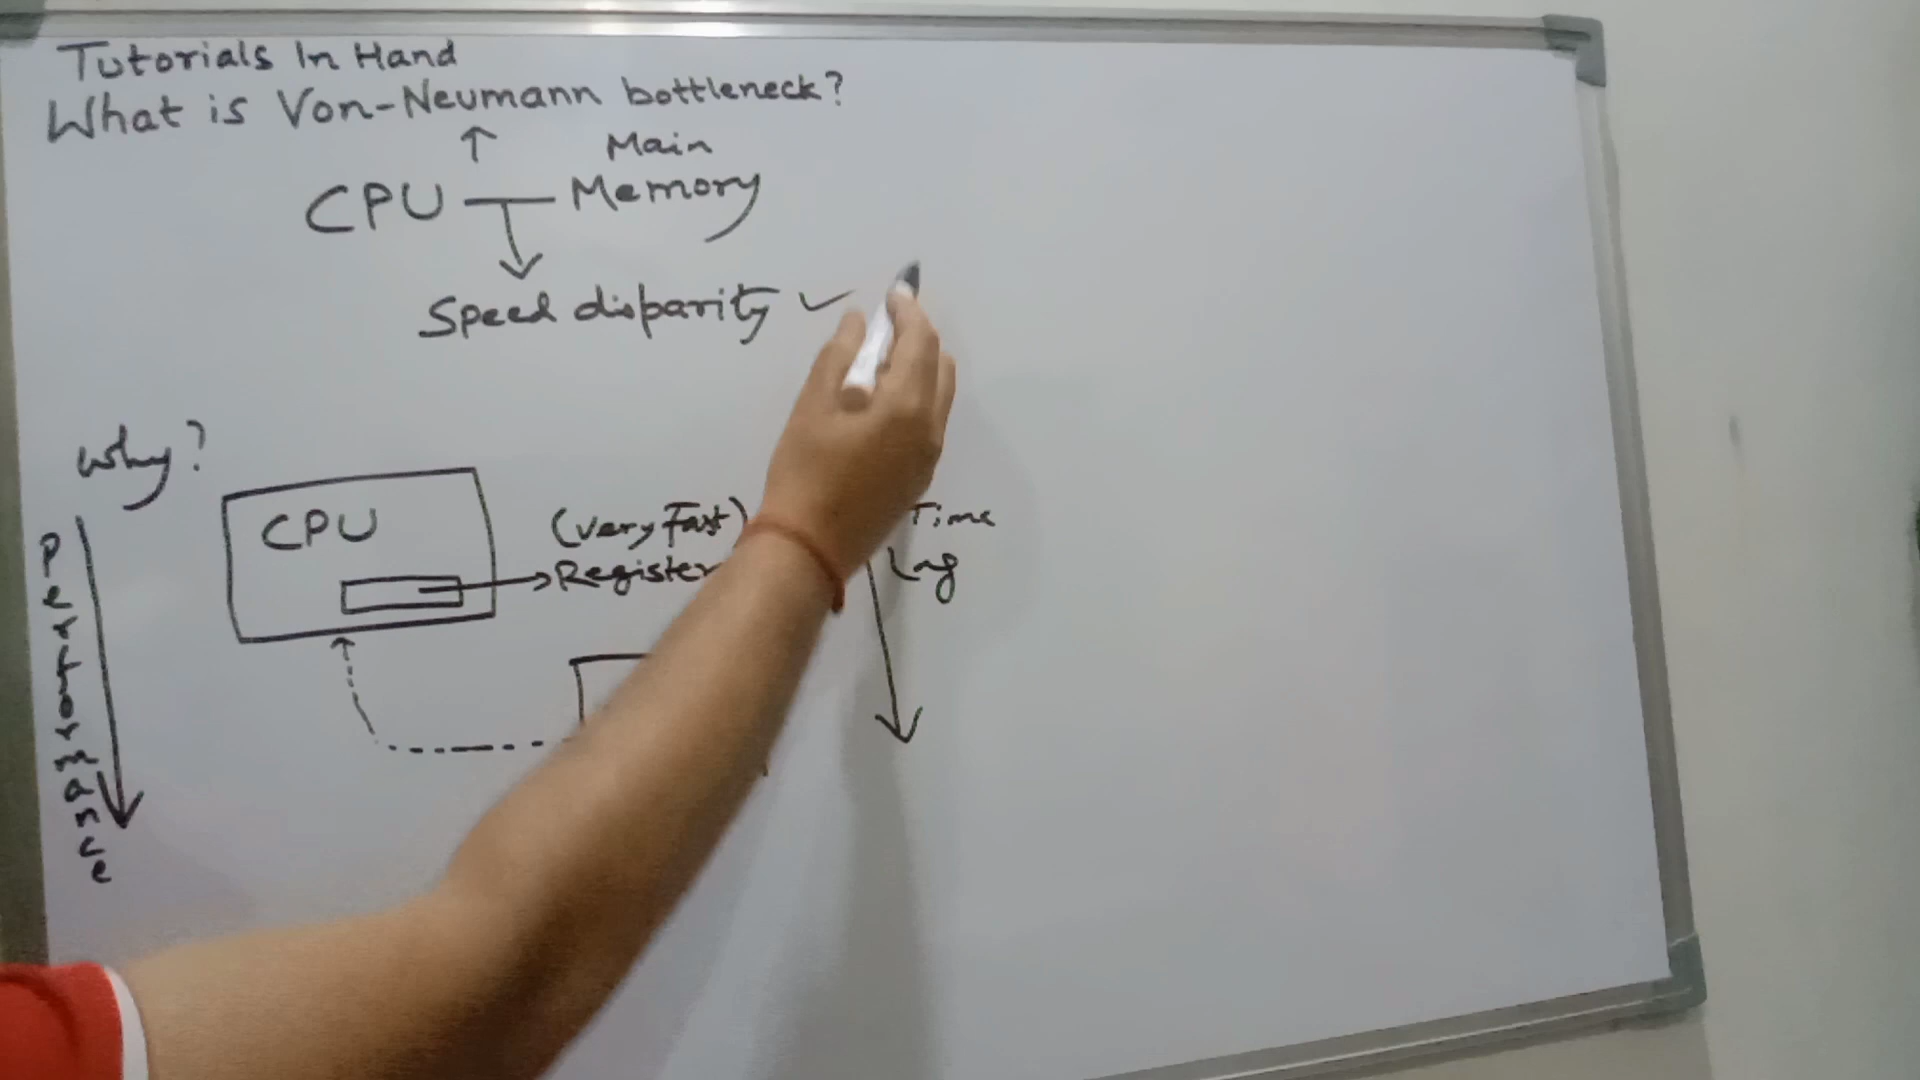 Tutorials In Hand
What is Von-Neumann bottleneck?
Main
CPU Memory
Speed disparity
Why?
CPU
(Very Fast)
Register
Time
Lag
Performance